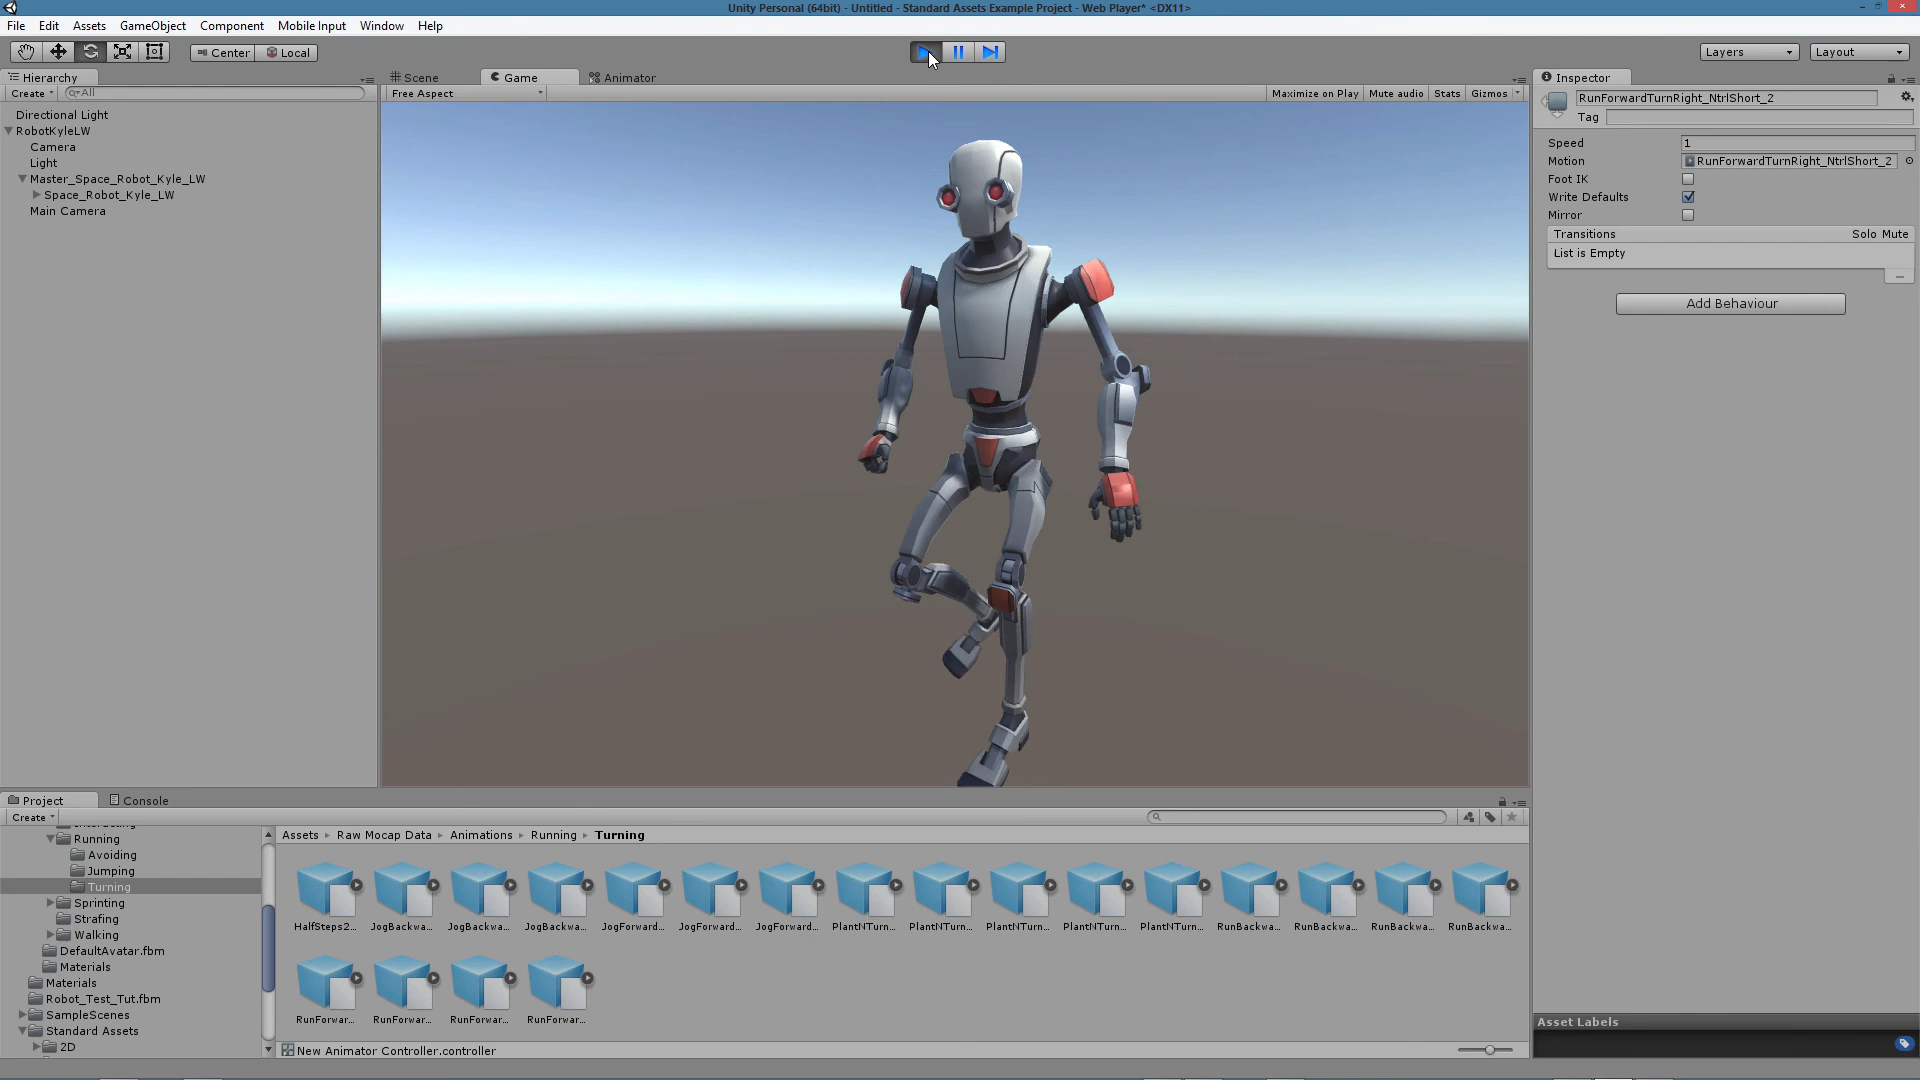 Unity Personal (64bit) - Untitled - Standard Assets Example Project - Web Player* <DX11>
File Edit Assets GameObject Component Mobile Input Window Help
Center Local Layers Layout
Hierarchy
Create All
Directional Light
RobotKyleLW
Camera
Light
Master_Space_Robot_Kyle_LW
Space_Robot_Kyle_LW
Main Camera
Scene Game Animator
Free Aspect Maximize on Play Mute audio Stats Gizmos
Inspector
RunForwardTurnRight_NtrlShort_2
Tag
Speed 1
Motion RunForwardTurnRight_NtrlShort_2
Foot IK
Write Defaults
Mirror
Transitions Solo Mute
List is Empty
Add Behaviour
Project Console
Create
Running
Avoiding
Jumping
Turning
Sprinting
Strafing
Walking
DefaultAvatar.fbm
Materials
Materials
Robot_Test_Tut.fbm
SampleScenes
Standard Assets
2D
Assets Raw Mocap Data Animations Running Turning
HalfSteps2... JogBackwa... JogBackwa... JogBackwa... JogForward... JogForward... JogForward... PlantNTurn... PlantNTurn... PlantNTurn... PlantNTurn... PlantNTurn... RunBackwa... RunBackwa... RunBackwa... RunBackwa...
RunForwar... RunForwar... RunForwar... RunForwar...
New Animator Controller.controller
Asset Labels